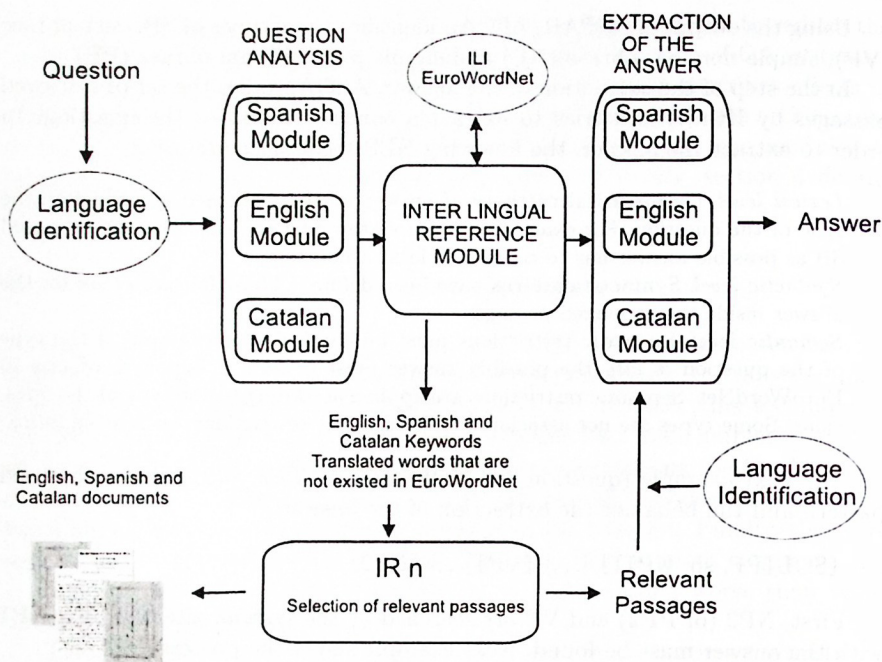 QUESTION
ANALYSIS
ILI
EuroWordNet
EXTRACTION
OF THE
ANSWER
Question
Spanish
Module
Spanish
Module
Language
Identification
English
Module
INTER LINGUAL
REFERENCE
MODULE
English
Module
Answer
Catalan
Module
Catalan
Module
English, Spanish and
Catalan Keywords
Translated words that are
not existed in EuroWordNet
English, Spanish and
Catalan documents
Language
Identification
IR n
Selection of relevant passages
Relevant
Passages